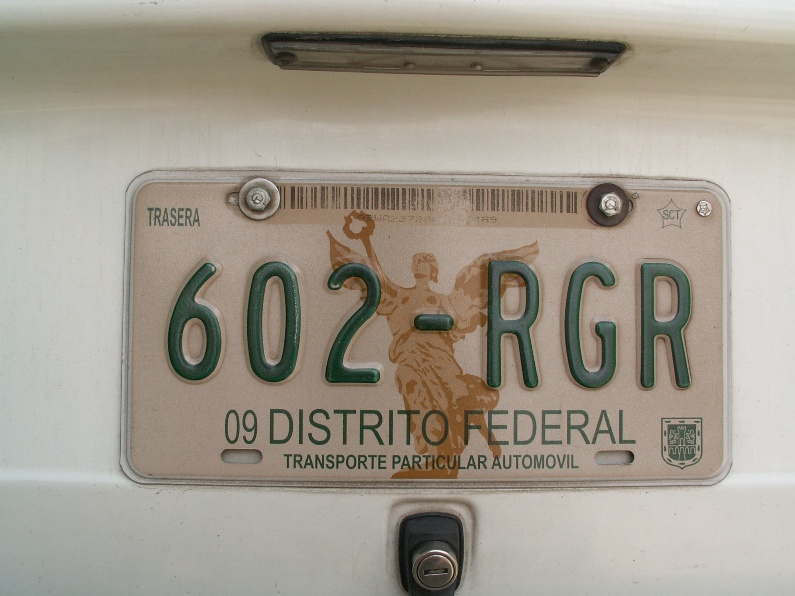 TRASERA
SCT
602-RGR
09 DISTRITO FEDERAL
TRANSPORTE PARTICULAR AUTOMOVIL